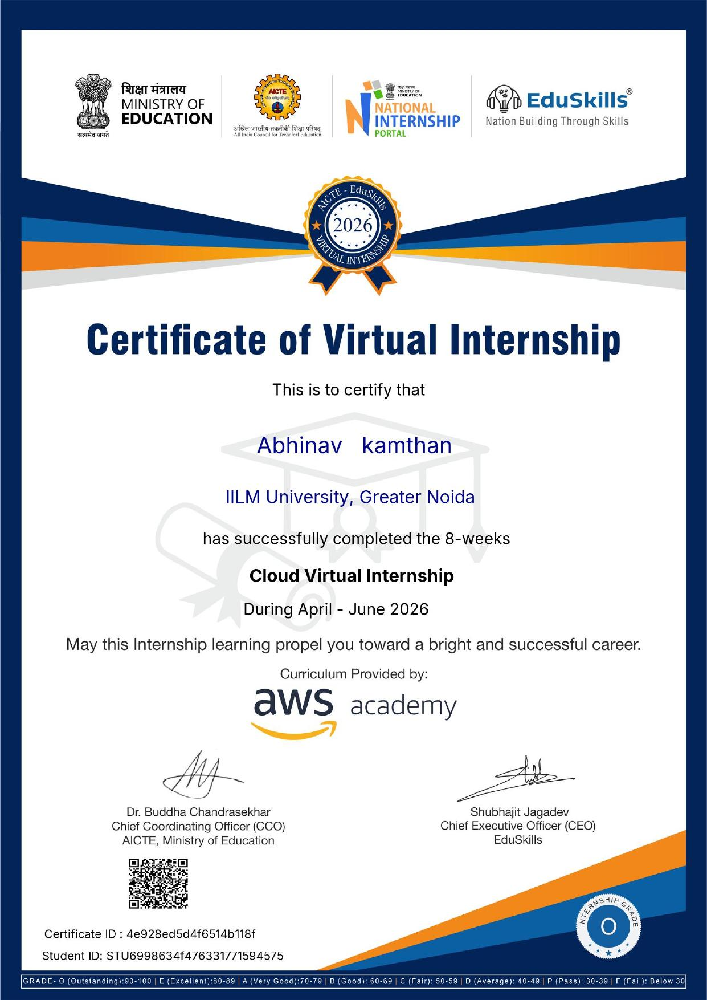 शिक्षा मंत्रालय
MINISTRY OF
EDUCATION
सत्यमेव जयते
AICTE
अखिल भारतीय तकनीकी शिक्षा परिषद्
All India Council for Technical Education
शिक्षा मंत्रालय
MINISTRY OF
EDUCATION
NATIONAL
INTERNSHIP
PORTAL
EduSkills®
Nation Building Through Skills
AICTE - EduSkills
2026
VIRTUAL INTERNSHIP
Certificate of Virtual Internship
This is to certify that
Abhinav kamthan
IILM University, Greater Noida
has successfully completed the 8-weeks
Cloud Virtual Internship
During April - June 2026
May this Internship learning propel you toward a bright and successful career.
Curriculum Provided by:
aws academy
Dr. Buddha Chandrasekhar
Chief Coordinating Officer (CCO)
AICTE, Ministry of Education
Shubhajit Jagadev
Chief Executive Officer (CEO)
EduSkills
INTERNSHIP GRADE
O
Certificate ID : 4e928ed5d4f6514b118f
Student ID: STU6998634f476331771594575
GRADE- O (Outstanding):90-100 | E (Excellent):80-89 | A (Very Good):70-79 | B (Good): 60-69 | C (Fair): 50-59 | D (Average): 40-49 | P (Pass): 30-39 | F (Fail): Below 30